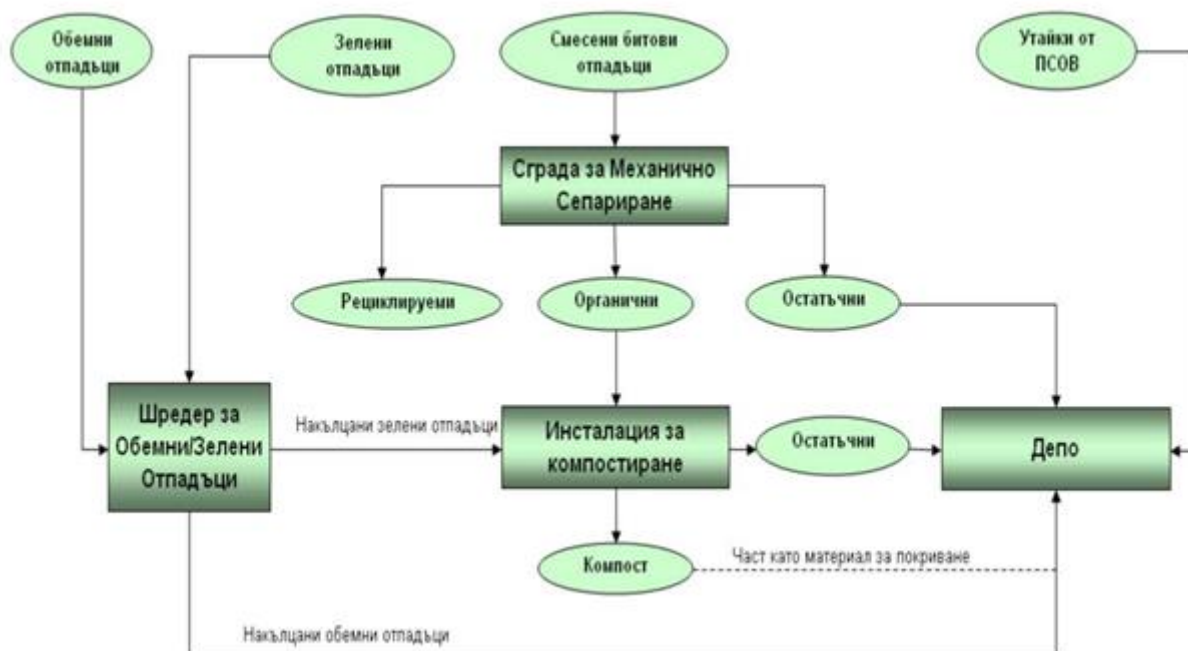 Обемни
отпадъци
Зелени
отпадъци
Смесени битови
отпадъци
Утайки от
ПСОВ
Сграда за Механично
Сепариране
Рециклируеми
Органични
Остатъчни
Шредер за
Обемни/Зелени
Отпадъци
Накълцани зелени отпадъци
Инсталация за
компостиране
Остатъчни
Депо
Компост
Част като материал за покриване
Накълцани обемни отпадъци